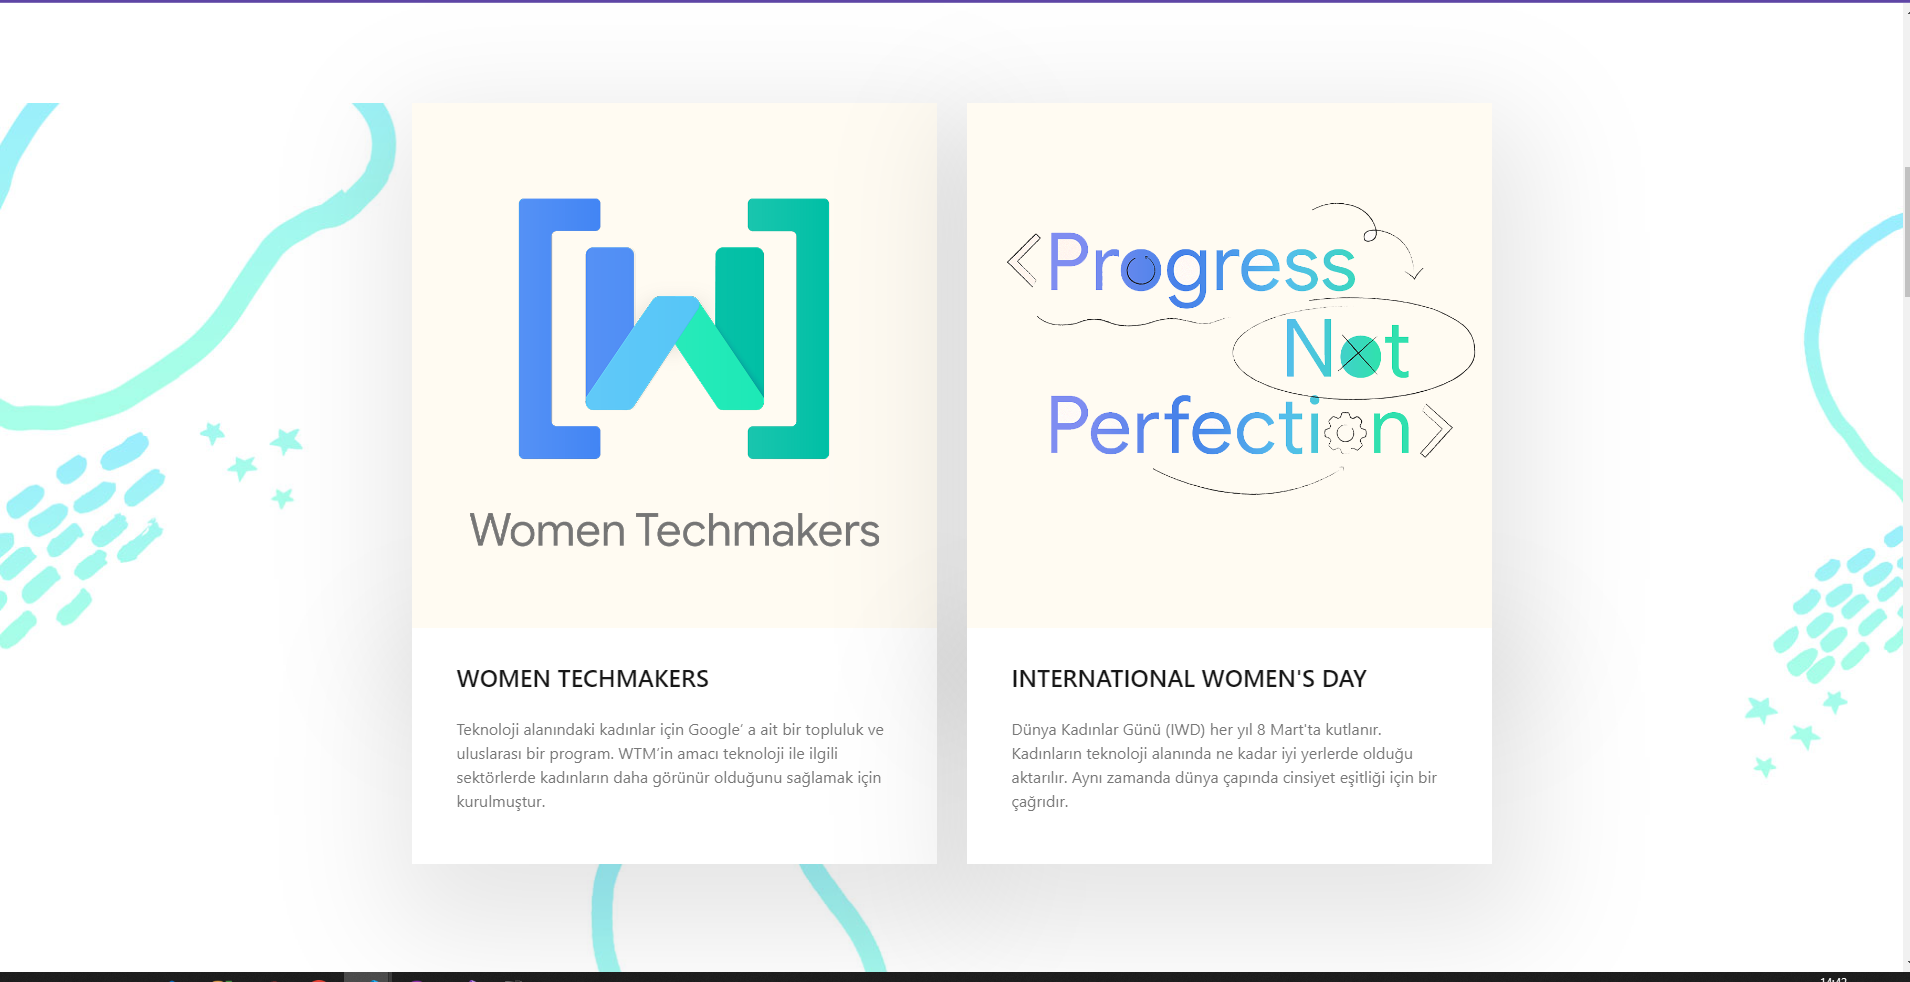 Women Techmakers
WOMEN TECHMAKERS
Teknoloji alanındaki kadınlar için Google' a ait bir topluluk ve
uluslarası bir program. WTM'in amacı teknoloji ile ilgili
sektörlerde kadınların daha görünür olduğunu sağlamak için
kurulmuştur.
Progress
Not
Perfection
INTERNATIONAL WOMEN'S DAY
Dünya Kadınlar Günü (IWD) her yıl 8 Mart'ta kutlanır.
Kadınların teknoloji alanında ne kadar iyi yerlerde olduğu
aktarılır. Aynı zamanda dünya çapında cinsiyet eşitliği için bir
çağrıdır.